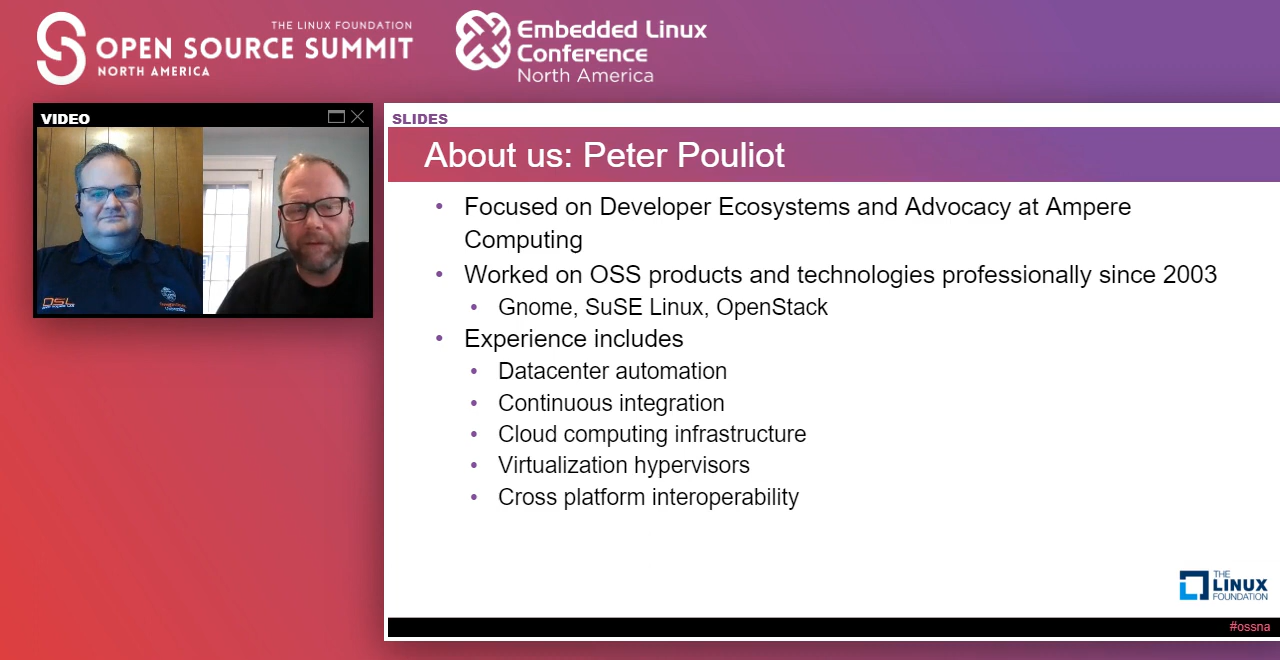 THE LINUX FOUNDATION
OPEN SOURCE SUMMIT
NORTH AMERICA
Embedded Linux
Conference
North America
VIDEO
SLIDES
About us: Peter Pouliot
• Focused on Developer Ecosystems and Advocacy at Ampere
Computing
• Worked on OSS products and technologies professionally since 2003
• Gnome, SuSE Linux, OpenStack
• Experience includes
• Datacenter automation
• Continuous integration
• Cloud computing infrastructure
• Virtualization hypervisors
• Cross platform interoperability
THE
LINUX
FOUNDATION
#ossna